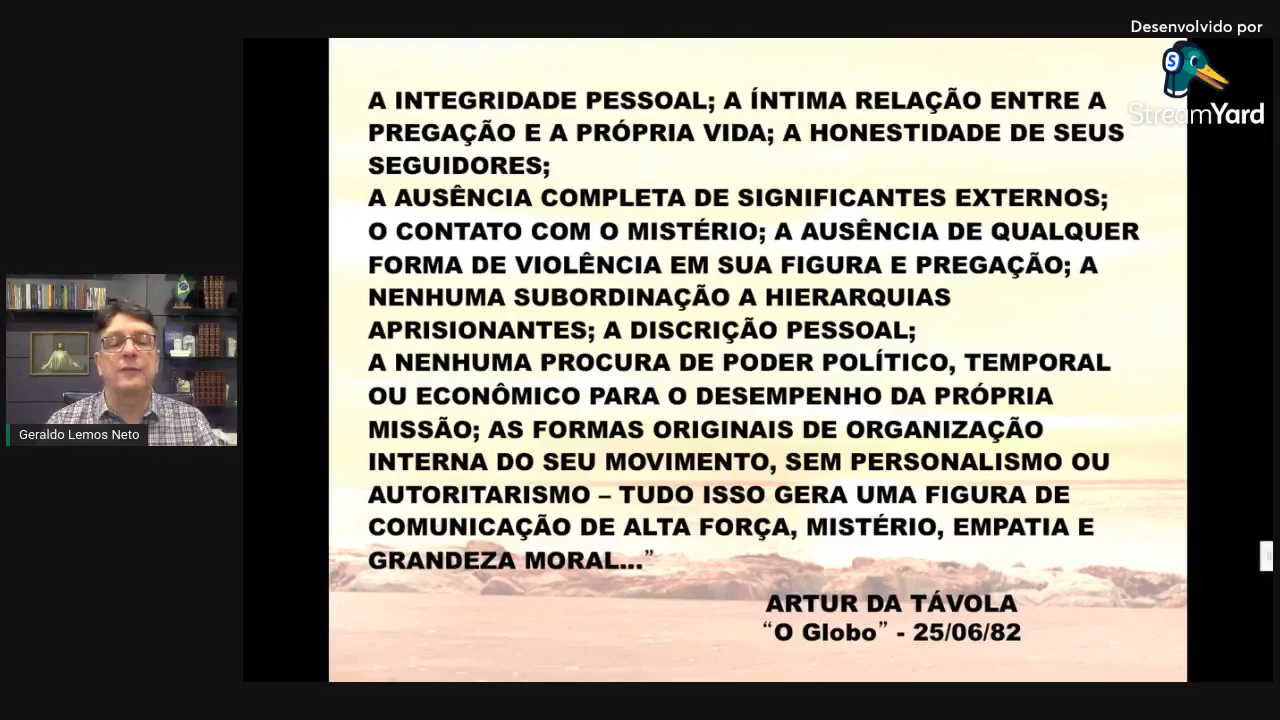 Desenvolvido por
StreamYard
A INTEGRIDADE PESSOAL; A ÍNTIMA RELAÇÃO ENTRE A
PREGAÇÃO E A PRÓPRIA VIDA; A HONESTIDADE DE SEUS
SEGUIDORES;
A AUSÊNCIA COMPLETA DE SIGNIFICANTES EXTERNOS;
O CONTATO COM O MISTÉRIO; A AUSÊNCIA DE QUALQUER
FORMA DE VIOLÊNCIA EM SUA FIGURA E PREGAÇÃO; A
NENHUMA SUBORDINAÇÃO A HIERARQUIAS
APRISIONANTES; A DISCRIÇÃO PESSOAL;
A NENHUMA PROCURA DE PODER POLÍTICO, TEMPORAL
OU ECONÔMICO PARA O DESEMPENHO DA PRÓPRIA
MISSÃO; AS FORMAS ORIGINAIS DE ORGANIZAÇÃO
INTERNA DO SEU MOVIMENTO, SEM PERSONALISMO OU
AUTORITARISMO – TUDO ISSO GERA UMA FIGURA DE
COMUNICAÇÃO DE ALTA FORÇA, MISTÉRIO, EMPATIA E
GRANDEZA MORAL...”
ARTUR DA TÁVOLA
“O Globo” - 25/06/82
Geraldo Lemos Neto